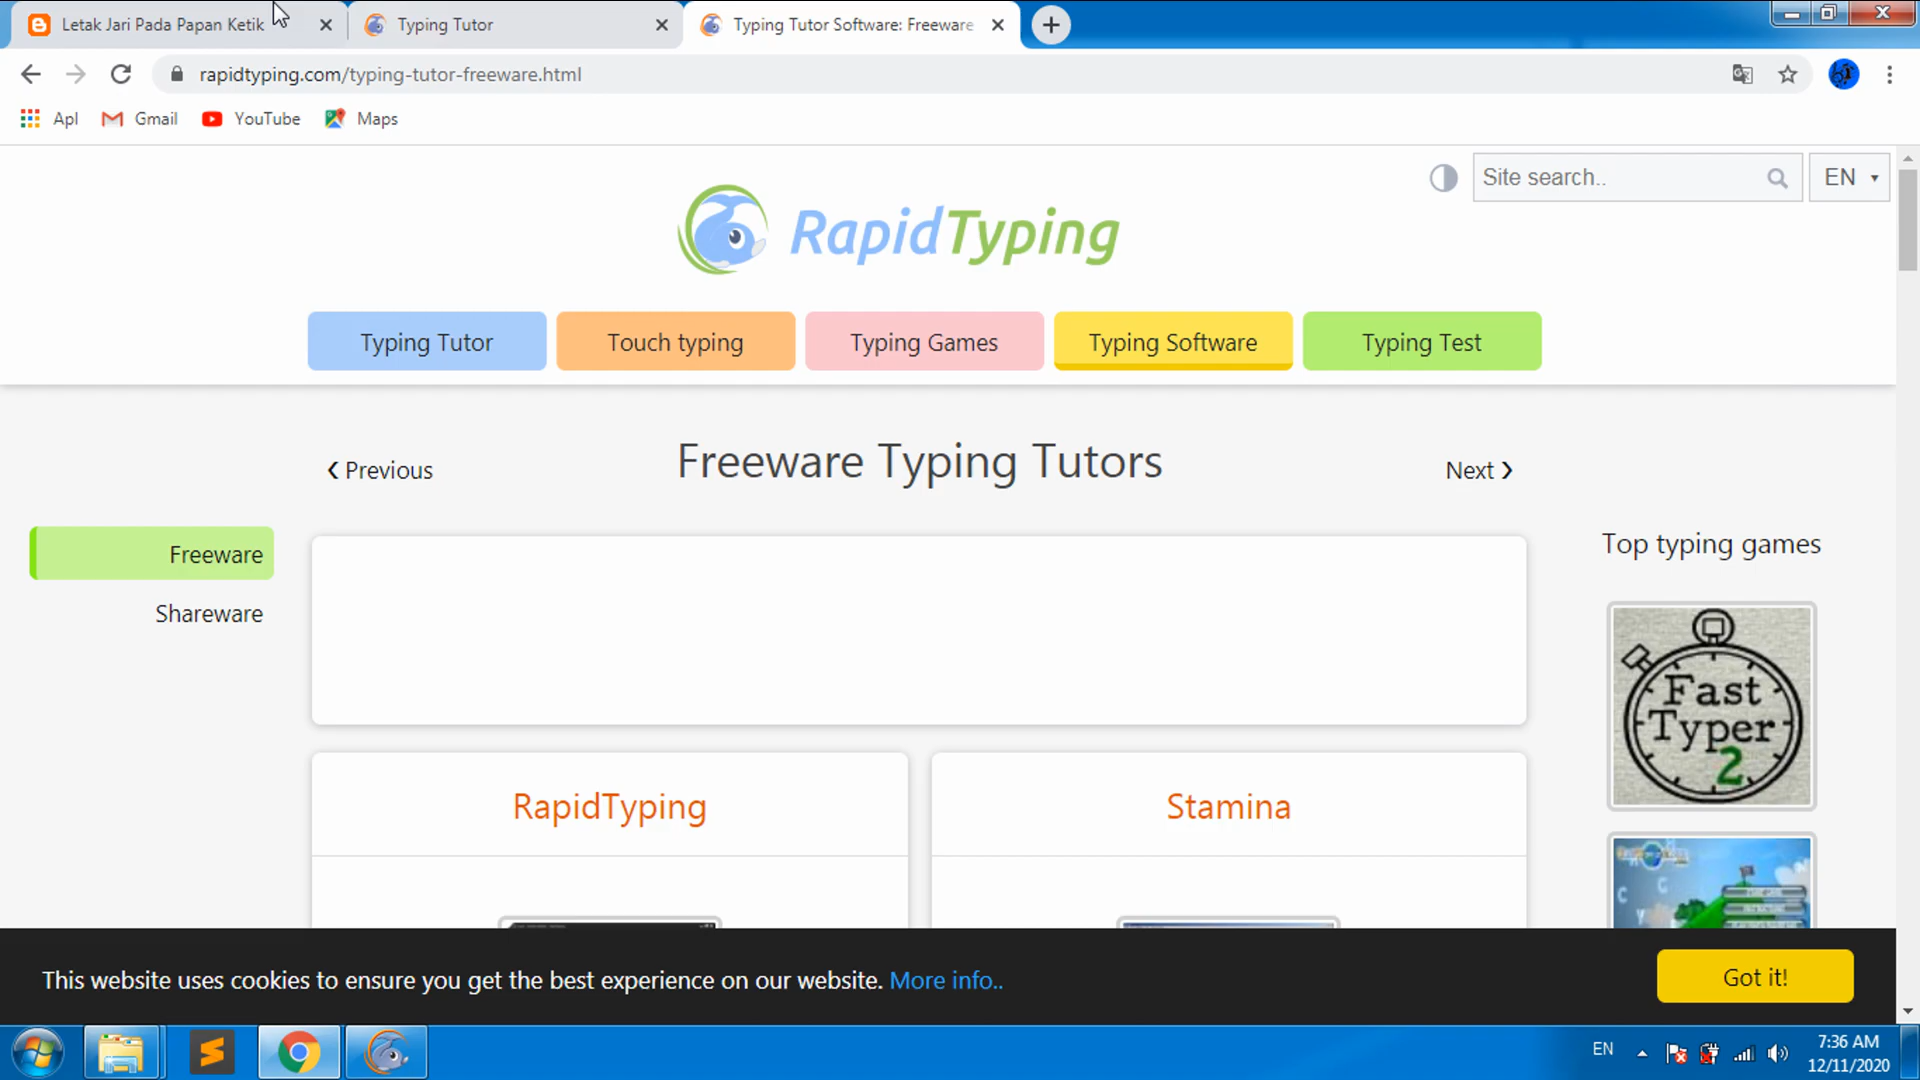 Letak Jari Pada Papan Ketik
Typing Tutor
Typing Tutor Software: Freeware
rapidtyping.com/typing-tutor-freeware.html
Apl
Gmail
YouTube
Maps
Site search..
EN
RapidTyping
Typing Tutor
Touch typing
Typing Games
Typing Software
Typing Test
Previous
Freeware Typing Tutors
Next
Freeware
Shareware
Top typing games
Fast
Typer
2
RapidTyping
Stamina
This website uses cookies to ensure you get the best experience on our website. More info..
Got it!
EN
7:36 AM
12/11/2020